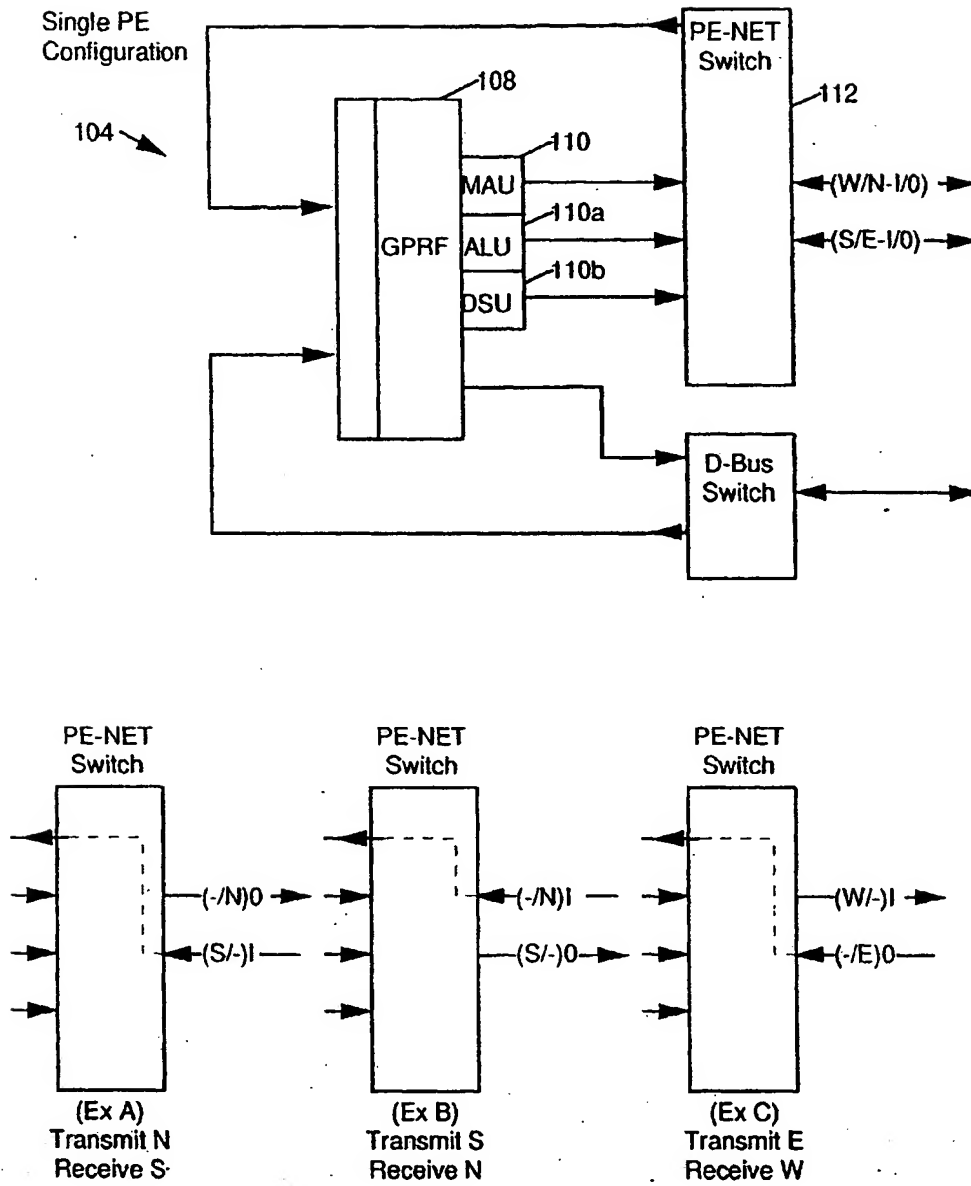 Single PE
Configuration
PE-NET
Switch
108
112
104
110
MAU
(W/N-I/0)
110a
GPRF
ALU
(S/E-I/0)
110b
DSU
D-Bus
Switch
PE-NET
Switch
PE-NET
Switch
PE-NET
Switch
(-/N)0
(-/N)I
(W/-)I
(S/-)I
(S/-)0
(-/E)0
(Ex A)
Transmit N
Receive S
(Ex B)
Transmit S
Receive N
(Ex C)
Transmit E
Receive W